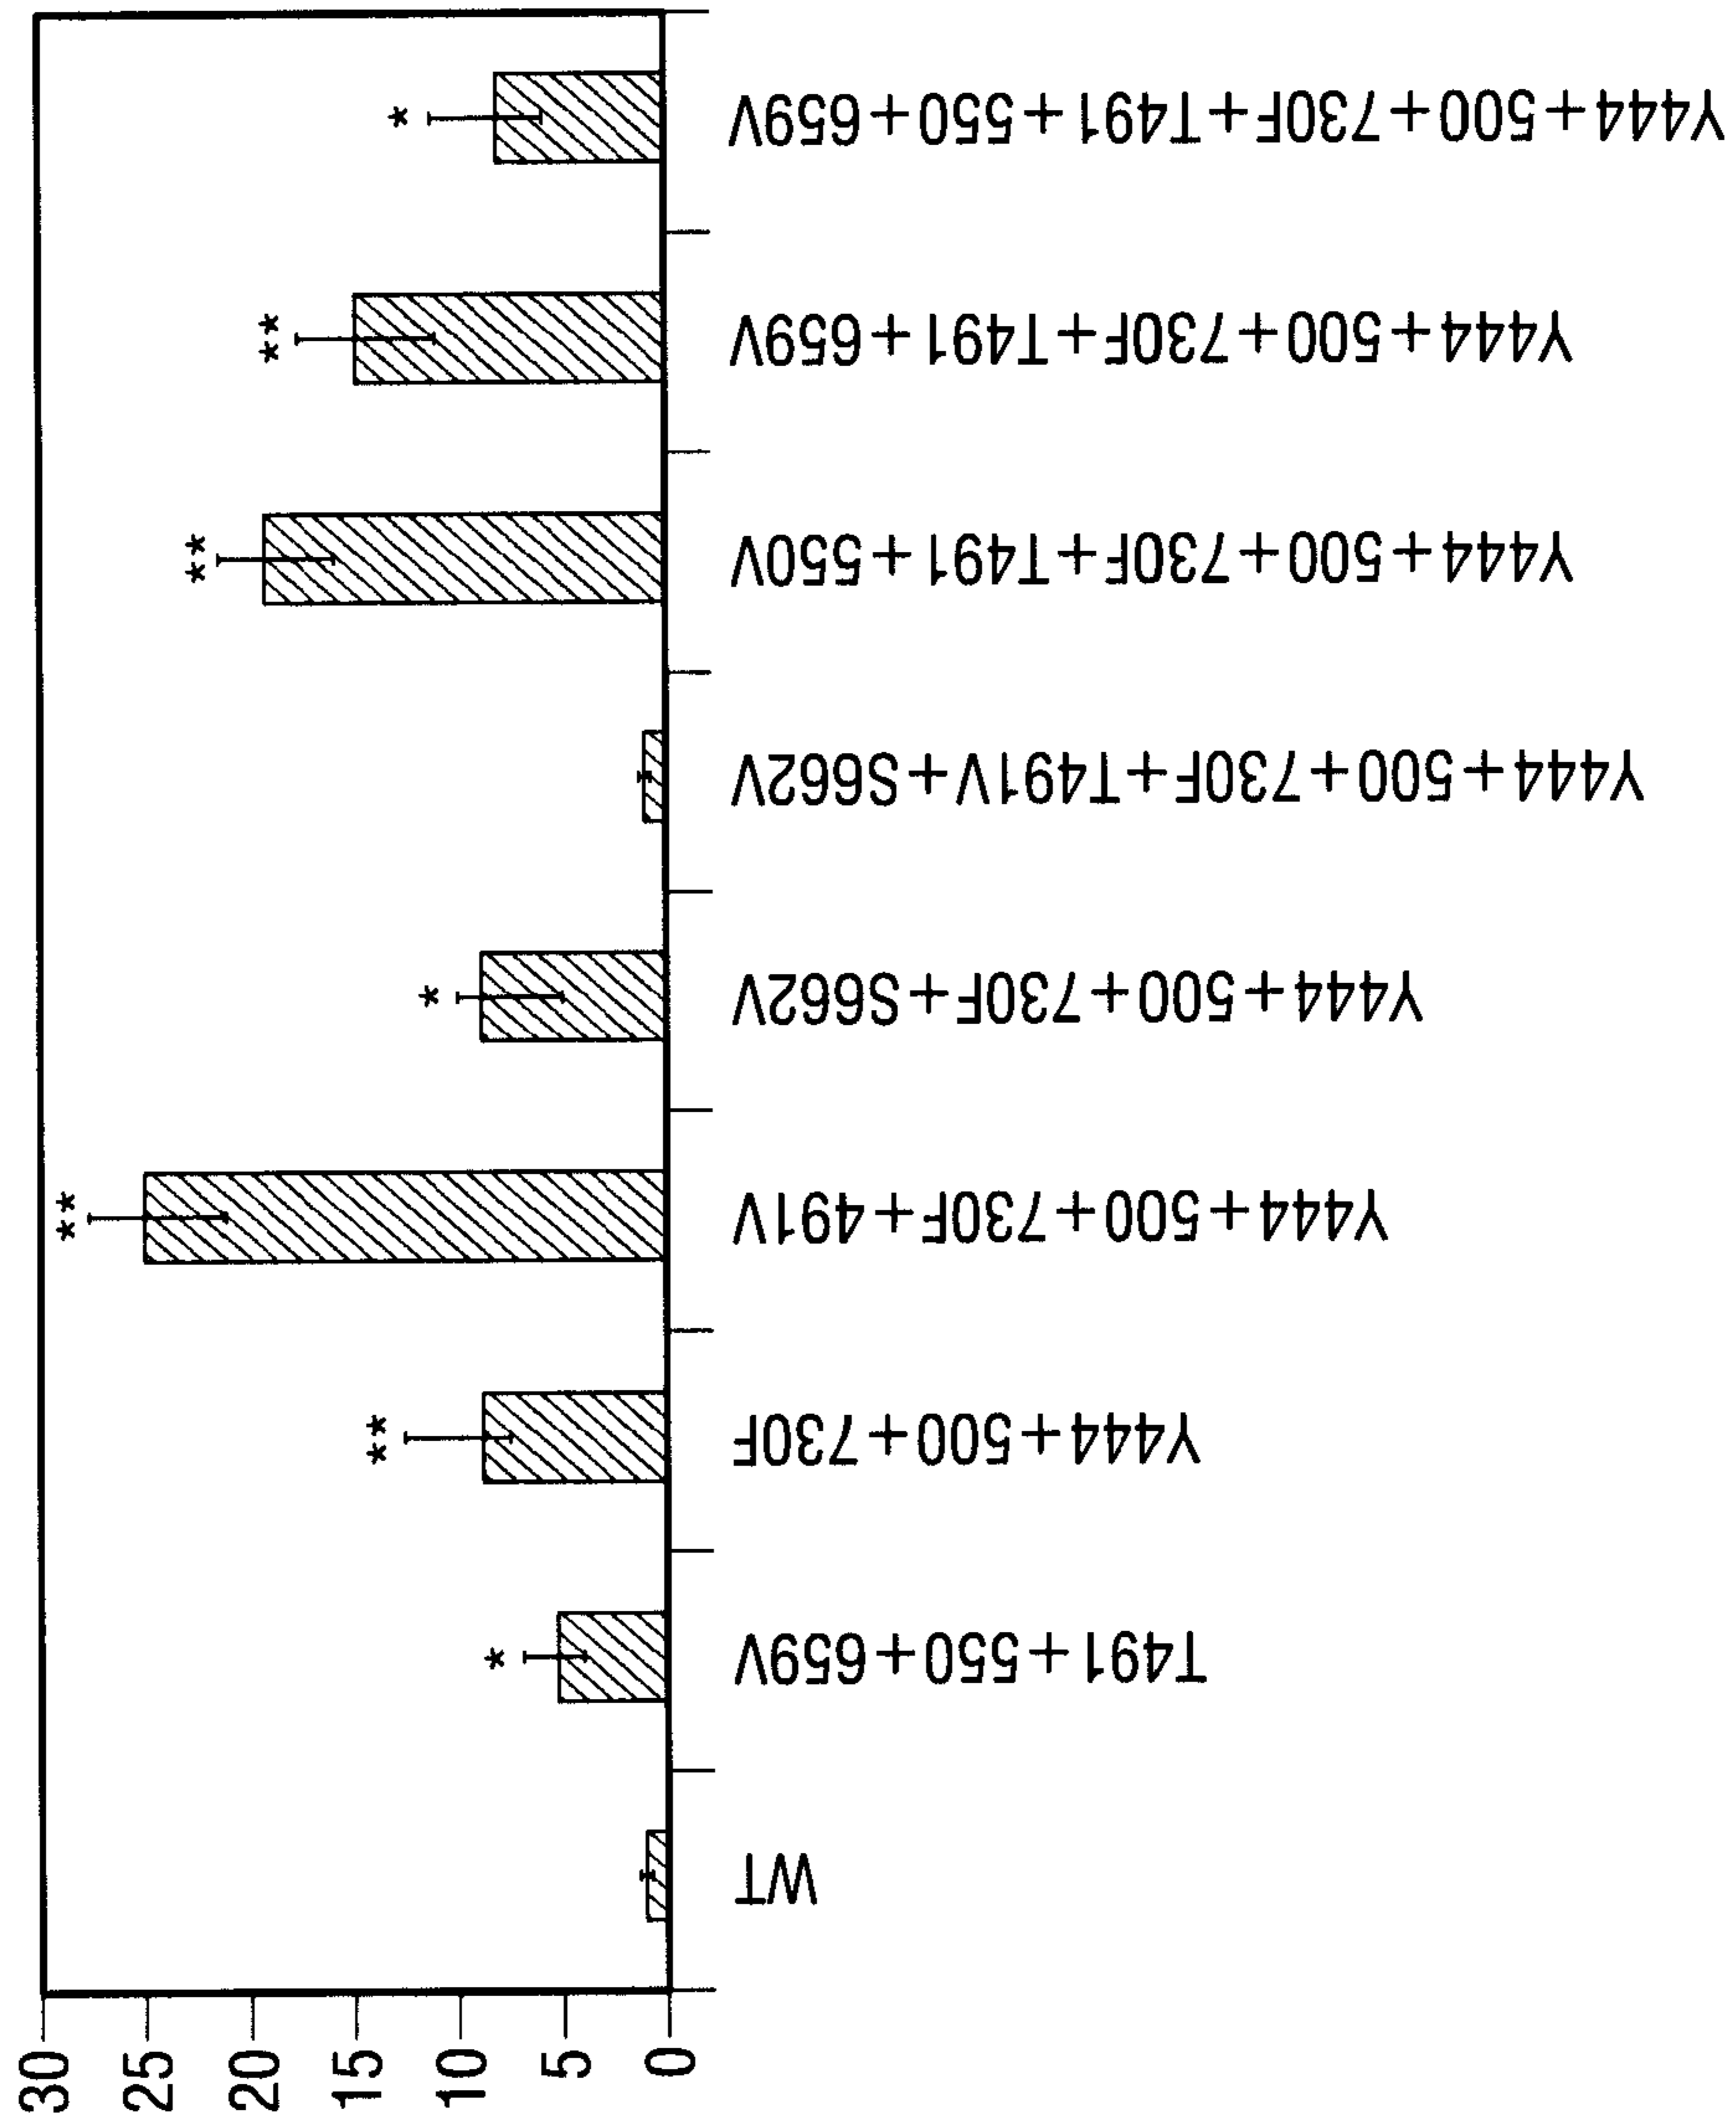 30
25
20
15
10
5
0
**
**
**
**
*
*
*
WT
T491+550+659V
Y444+500+730F
Y444+500+730F+491V
Y444+500+730F+S662V
Y444+500+730F+T491V+S662V
Y444+500+730F+T491+550V
Y444+500+730F+T491+659V
Y444+500+730F+T491+550+659V